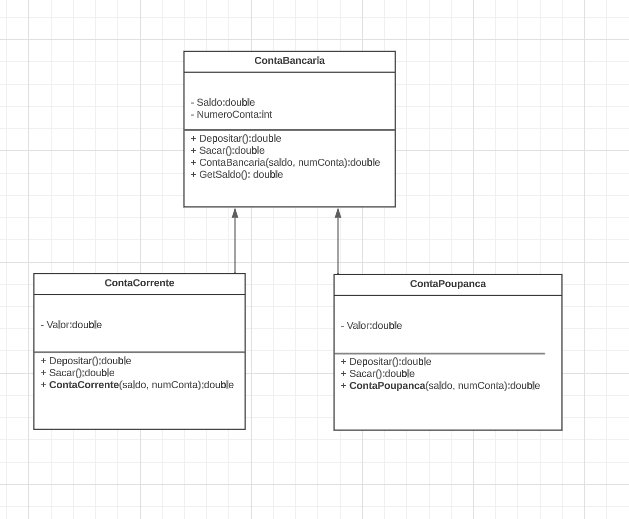 ContaBancaria
- Saldo:double
- NumeroConta:int
+ Depositar():double
+ Sacar():double
+ ContaBancaria(saldo, numConta):double
+ GetSaldo(): double
ContaCorrente
- Valor:double
+ Depositar();double
+ Sacar();double
+ ContaCorrente(saldo, numConta):double
ContaPoupanca
- Valor:double
+ Depositar():double
+ Sacar():double
+ ContaPoupanca(saldo, numConta):double